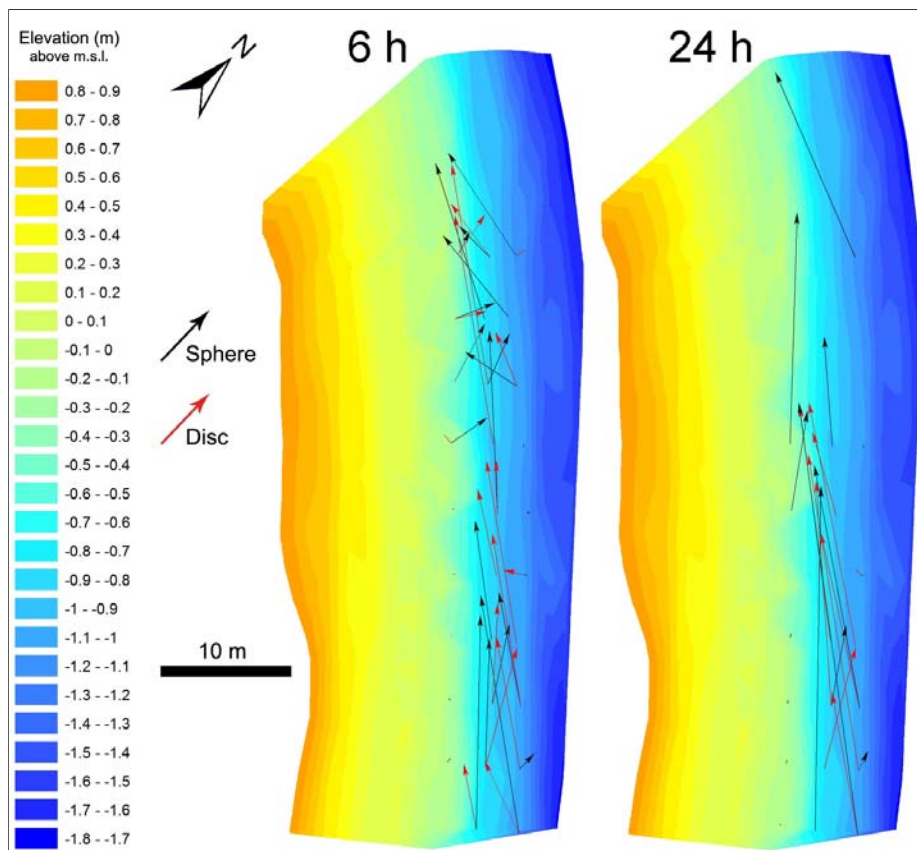 Elevation (m)
above m.s.l.
0.8 - 0.9
0.7 - 0.8
0.6 - 0.7
0.5 - 0.6
0.4 - 0.5
0.3 - 0.4
0.2 - 0.3
0.1 - 0.2
0 - 0.1
-0.1 - 0
-0.2 - -0.1
-0.3 - -0.2
-0.4 - -0.3
-0.5 - -0.4
-0.6 - -0.5
-0.7 - -0.6
-0.8 - -0.7
-0.9 - -0.8
-1 - -0.9
-1.1 - -1
-1.2 - -1.1
-1.3 - -1.2
-1.4 - -1.3
-1.5 - -1.4
-1.6 - -1.5
-1.7 - -1.6
-1.8 - -1.7
N
Sphere
Disc
10 m
6 h
24 h